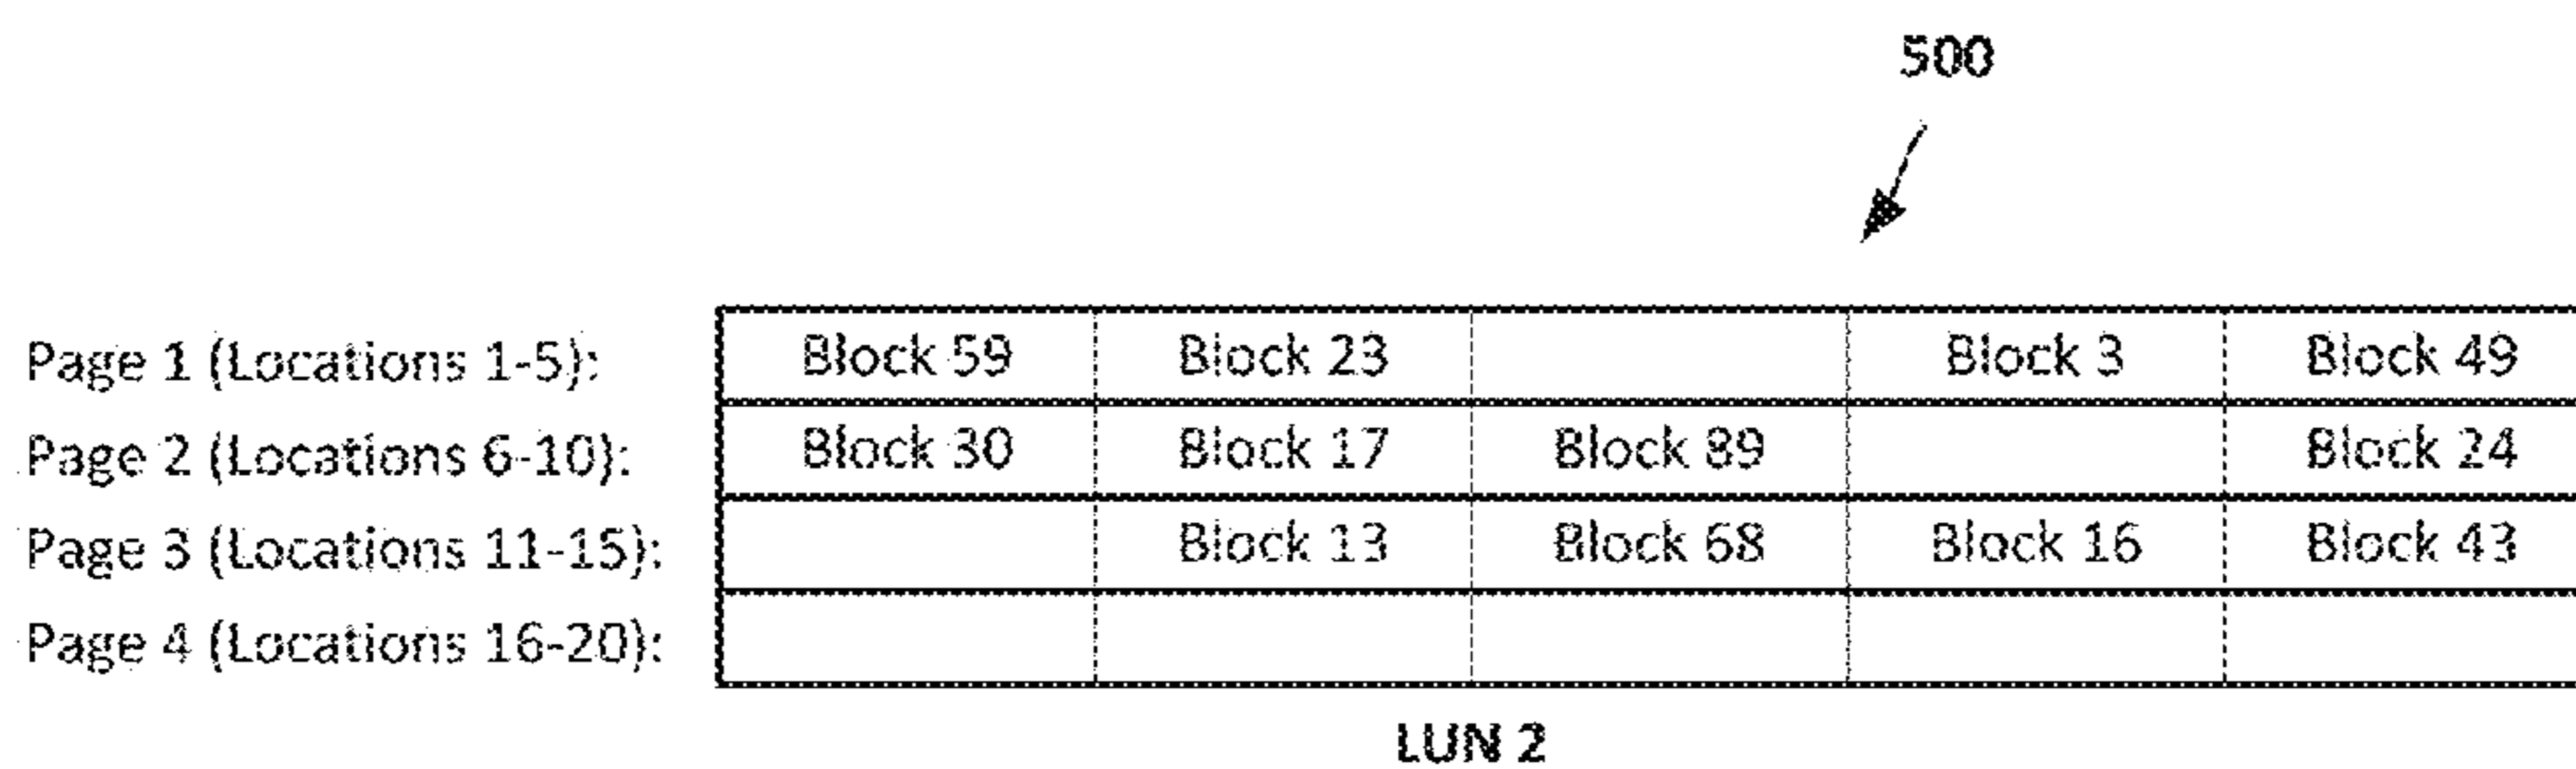 500
Page 1 (Locations 1-5): Block 59 Block 23 Block 3 Block 49
Page 2 (Locations 6-10): Block 30 Block 17 Block 89 Block 24
Page 3 (Locations 11-15): Block 13 Block 68 Block 16 Block 43
Page 4 (Locations 16-20):
LUN 2